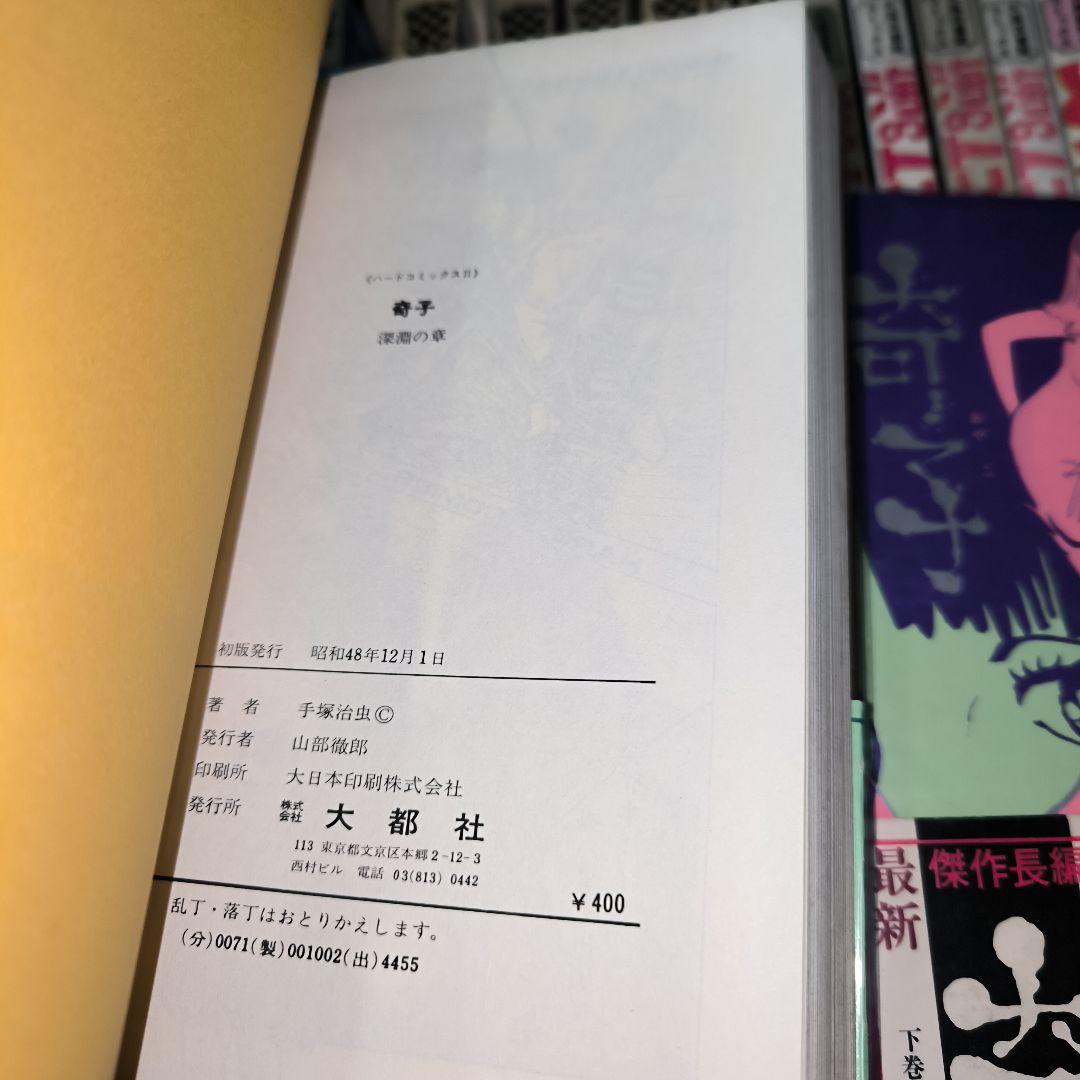 《ハードコミックス11》
奇子
深淵の章
初版発行 昭和48年12月1日
著者 手塚治虫©
発行者 山部徹郎
印刷所 大日本印刷株式会社
発行所 株式会社 大都社
113 東京都文京区本郷2-12-3
西村ビル 電話 03(813) 0442
¥400
乱丁・落丁はおとりかえします。
(分)0071(製)001002(出)4455
奇子
最新
傑作長編
下巻